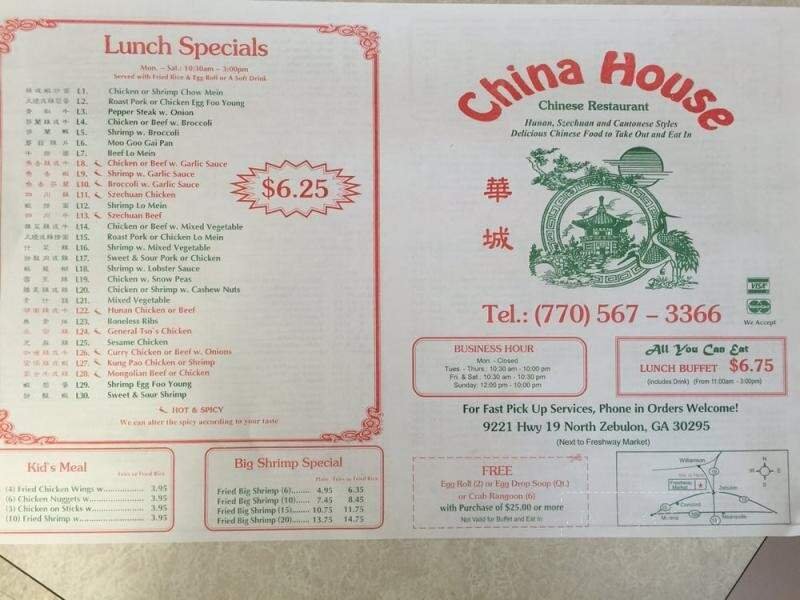 Lunch Specials
Mon. – Sat.: 10:30am – 3:00pm
Served with Fried Rice & Egg Roll or A Soft Drink
L1. Chicken or Shrimp Chow Mein
L2. Roast Pork or Chicken Egg Foo Young
L3. Pepper Steak w. Onion
L4. Chicken or Beef w. Broccoli
L5. Shrimp w. Broccoli
L6. Moo Goo Gai Pan
L7. Beef Lo Mein
L8. Chicken or Beef w. Garlic Sauce
L9. Shrimp w. Garlic Sauce
L10. Broccoli w. Garlic Sauce
L11. Szechuan Chicken
L12. Shrimp Lo Mein
L13. Szechuan Beef
L14. Chicken or Beef w. Mixed Vegetable
L15. Roast Pork or Chicken Lo Mein
L16. Shrimp w. Mixed Vegetable
L17. Sweet & Sour Pork or Chicken
L18. Shrimp w. Lobster Sauce
L19. Chicken w. Snow Peas
L20. Chicken or Shrimp w. Cashew Nuts
L21. Mixed Vegetable
L22. Hunan Chicken or Beef
L23. Boneless Ribs
L24. General Tso's Chicken
L25. Sesame Chicken
L26. Curry Chicken or Beef w. Onions
L27. Kung Pao Chicken or Shrimp
L28. Mongolian Beef or Chicken
L29. Shrimp Egg Foo Young
L30. Sweet & Sour Shrimp
$6.25
HOT & SPICY
We can alter the spicy according to your taste
Kid's Meal
Fries or Fried Rice
(4) Fried Chicken Wings w. 3.95
(6) Chicken Nuggets w. 3.95
(3) Chicken on Sticks w. 3.95
(10) Fried Shrimp w. 3.95
Big Shrimp Special
Plain Fries or Fried Rice
Fried Big Shrimp (6) 4.95 6.35
Fried Big Shrimp (10) 7.45 8.45
Fried Big Shrimp (15) 10.75 11.75
Fried Big Shrimp (20) 13.75 14.75
China House
Chinese Restaurant
Hunan, Szechuan and Cantonese Styles
Delicious Chinese Food to Take Out and Eat In
華城
Tel.: (770) 567 – 3366
VISA
MasterCard
We Accept
BUSINESS HOUR
Mon. - Closed
Tues. - Thurs.: 10:30 am - 10:00 pm
Fri. & Sat.: 10:30 am - 10:30 pm
Sunday: 12:00 pm - 10:00 pm
All You Can Eat
LUNCH BUFFET $6.75
(includes Drink) (From 11:00am - 3:00pm)
For Fast Pick Up Services, Phone in Orders Welcome!
9221 Hwy 19 North Zebulon, GA 30295
(Next to Freshway Market)
FREE
Egg Roll (2) or Egg Drop Soup (Qt.)
or Crab Rangoon (6)
with Purchase of $25.00 or more
Not Valid for Buffet and Eat In
Williamson
Freshway
Market
Zebulon
Concord
N
W
E
S